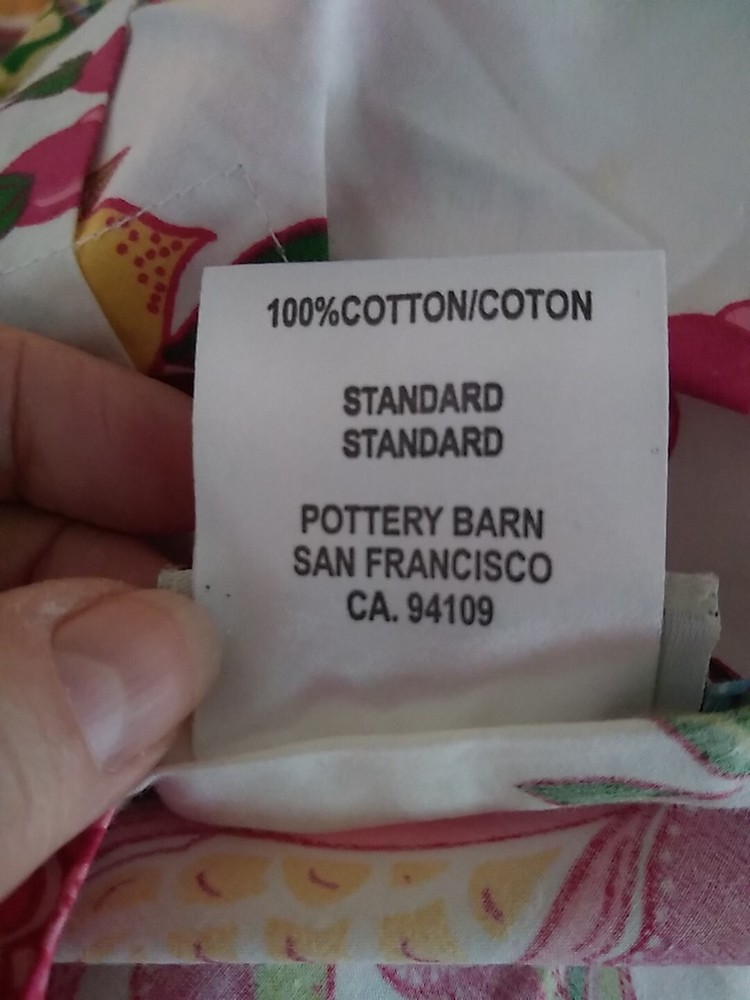 100%COTTON/COTON
STANDARD
STANDARD
POTTERY BARN
SAN FRANCISCO
CA. 94109